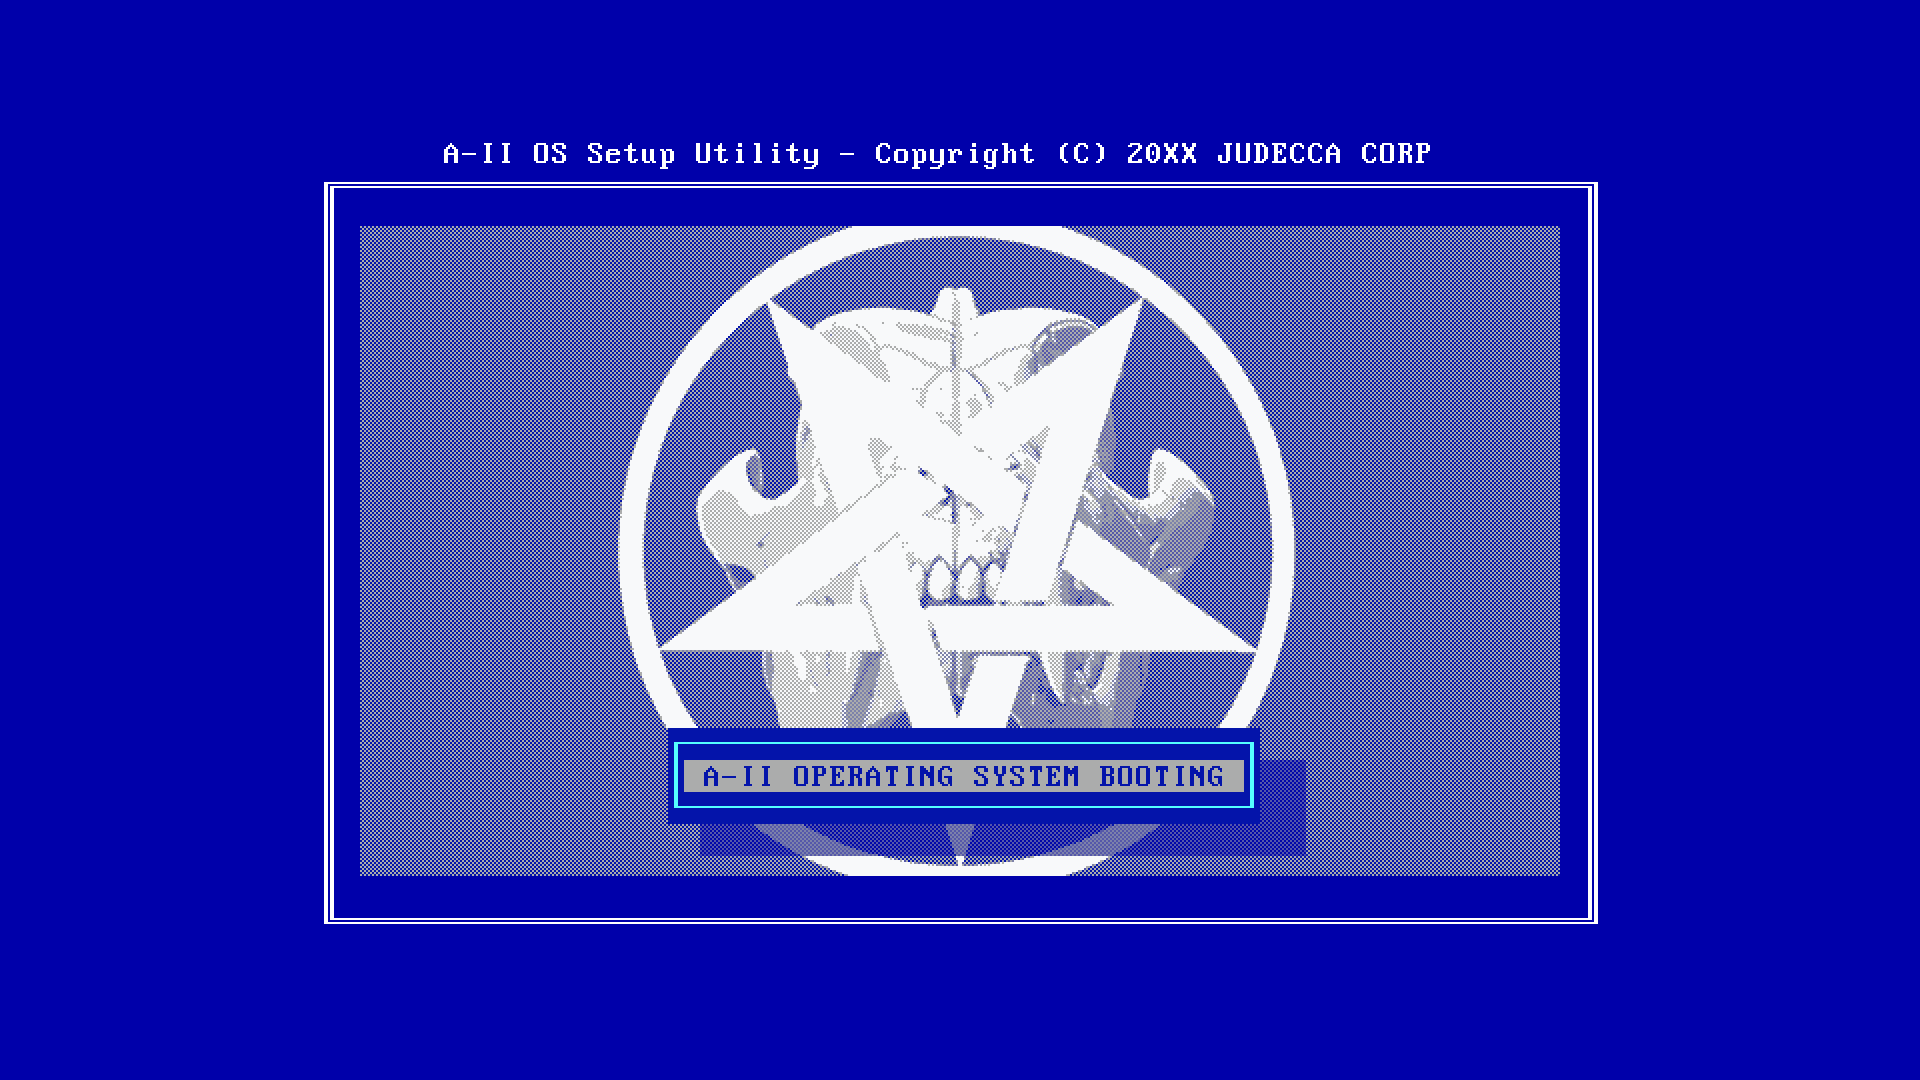 A-II OS Setup Utility - Copyright (C) 20XX JUDECCA CORP
A-II OPERATING SYSTEM BOOTING